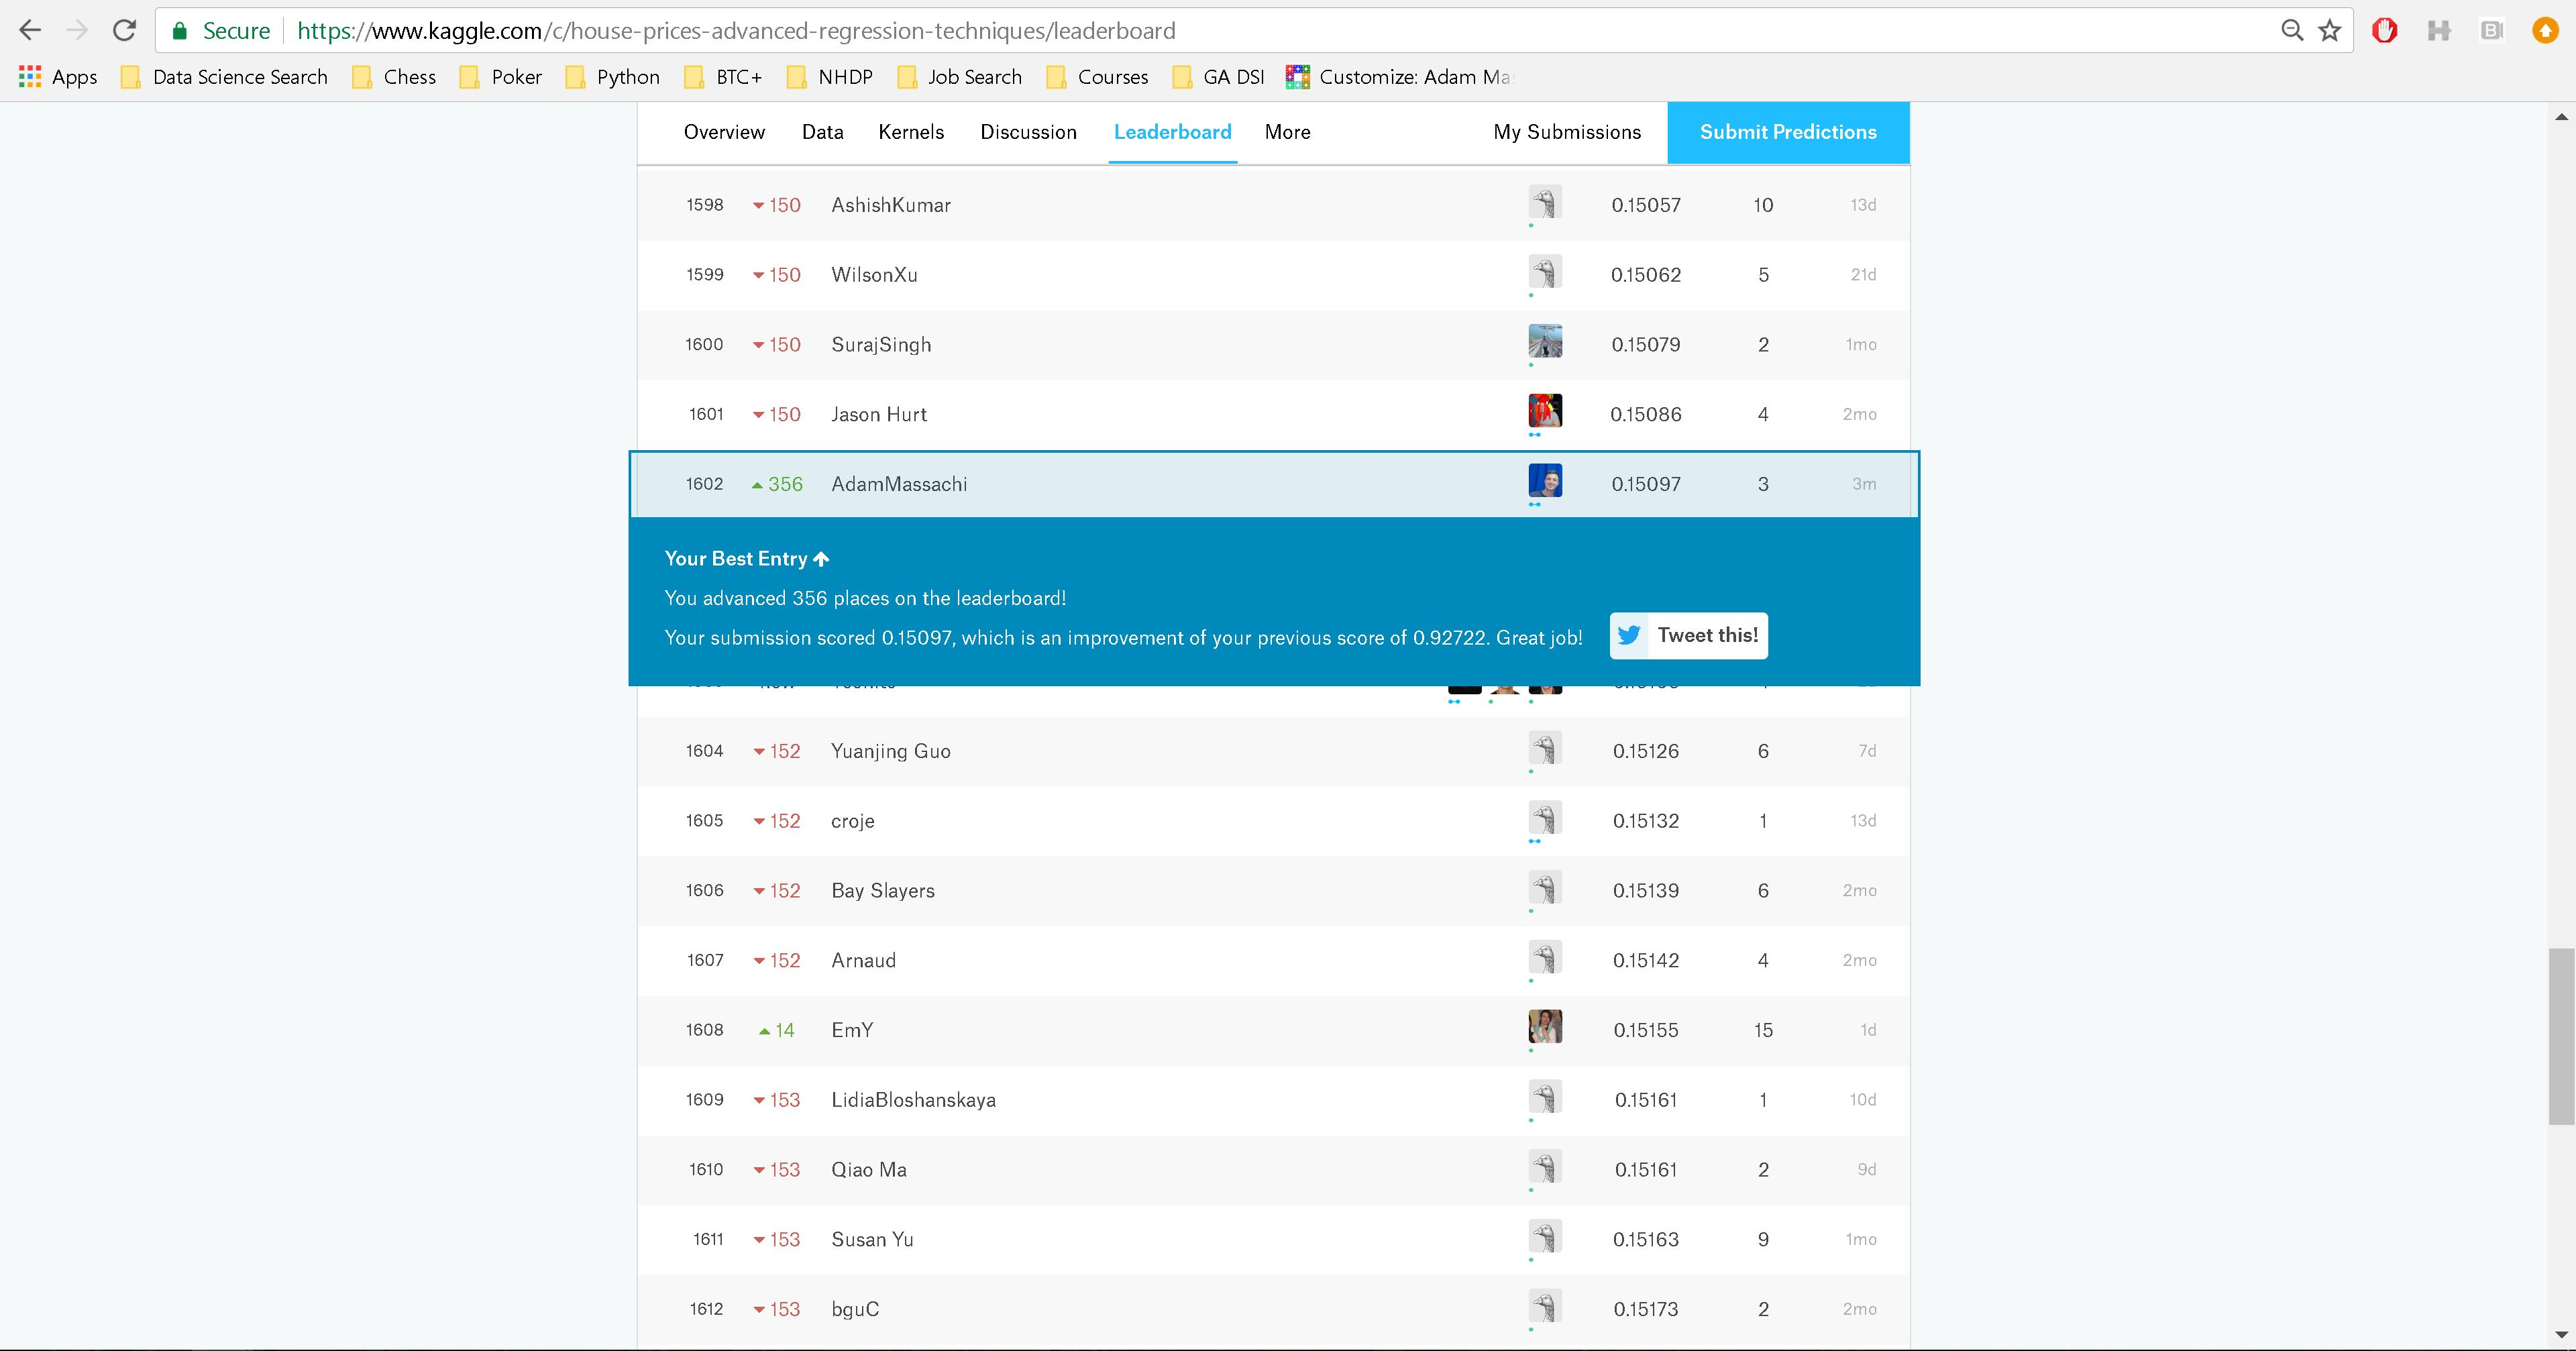 Secure https://www.kaggle.com/c/house-prices-advanced-regression-techniques/leaderboard
Apps Data Science Search Chess Poker Python BTC+ NHDP Job Search Courses GA DSI Customize: Adam Mas
Overview Data Kernels Discussion Leaderboard More My Submissions Submit Predictions
1598 150 AshishKumar 0.15057 10 13d
1599 150 WilsonXu 0.15062 5 21d
1600 150 SurajSingh 0.15079 2 1mo
1601 150 Jason Hurt 0.15086 4 2mo
1602 356 AdamMassachi 0.15097 3 3m
Your Best Entry
You advanced 356 places on the leaderboard!
Your submission scored 0.15097, which is an improvement of your previous score of 0.92722. Great job!
Tweet this!
1604 152 Yuanjing Guo 0.15126 6 7d
1605 152 croje 0.15132 1 13d
1606 152 Bay Slayers 0.15139 6 2mo
1607 152 Arnaud 0.15142 4 2mo
1608 14 EmY 0.15155 15 1d
1609 153 LidiaBloshanskaya 0.15161 1 10d
1610 153 Qiao Ma 0.15161 2 9d
1611 153 Susan Yu 0.15163 9 1mo
1612 153 bguC 0.15173 2 2mo